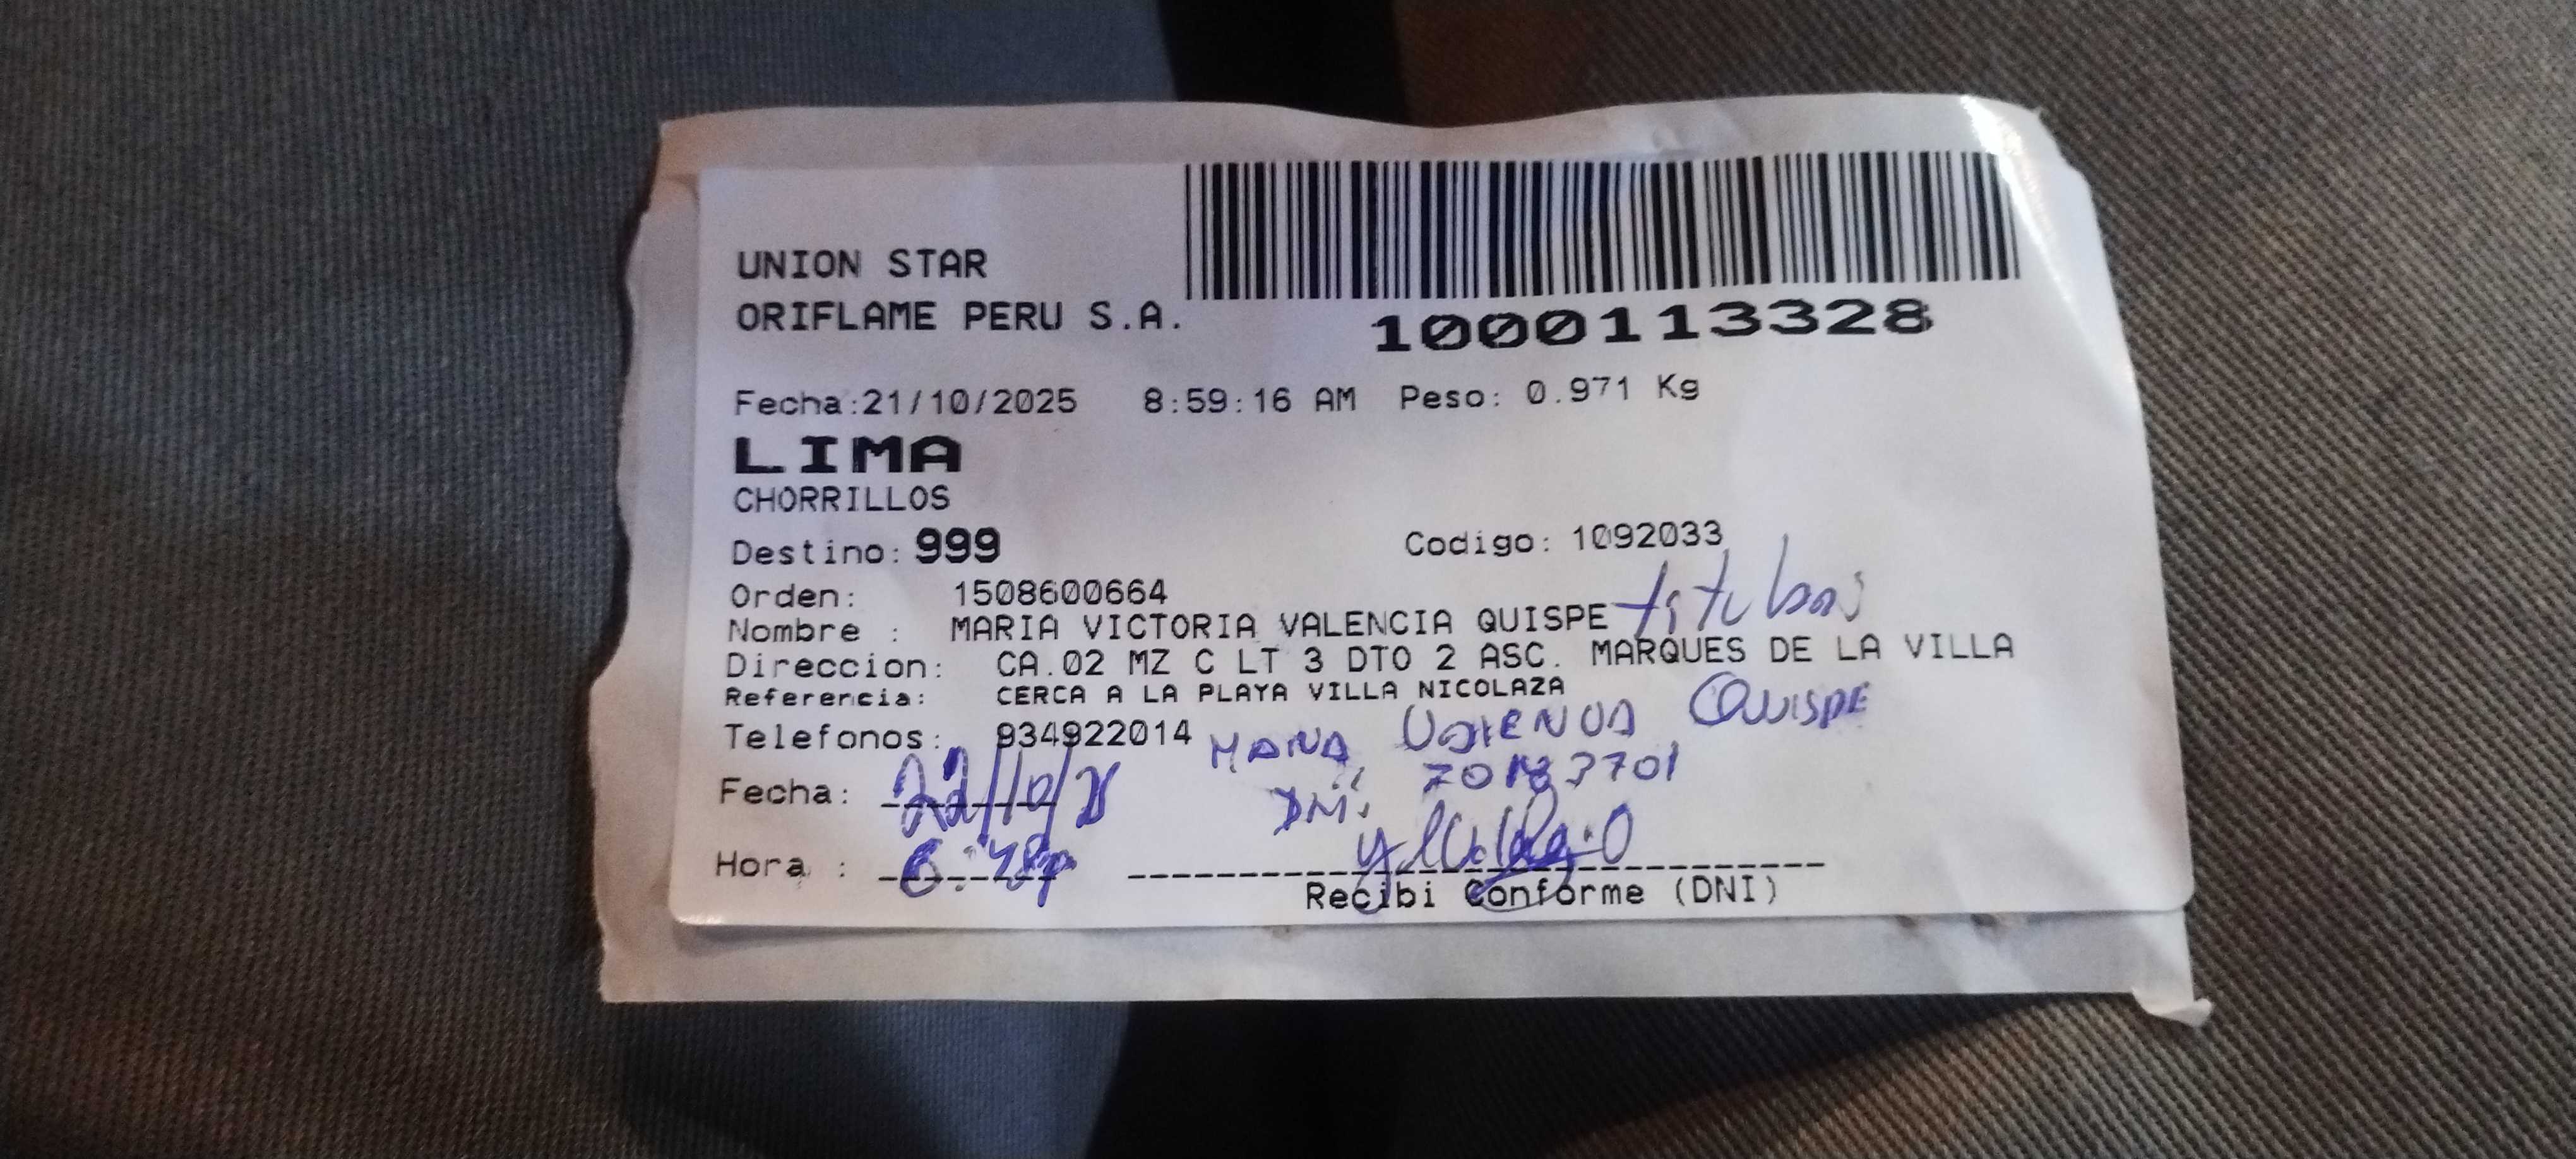 UNION STAR
ORIFLAME PERU S.A.
1000113328
Fecha:21/10/2025 8:59:16 AM Peso: 0.971 Kg
LIMA
CHORRILLOS
Destino: 999 Codigo: 1092033
Orden: 1508600664
Nombre : MARIA VICTORIA VALENCIA QUISPE
Direccion: CA.02 MZ C LT 3 DTO 2 ASC. MARQUES DE LA VILLA
Referencia: CERCA A LA PLAYA VILLA NICOLAZA
Telefonos: 934922014
QUISPE
Fecha: DNI:
Hora :
Recibi Conforme (DNI)